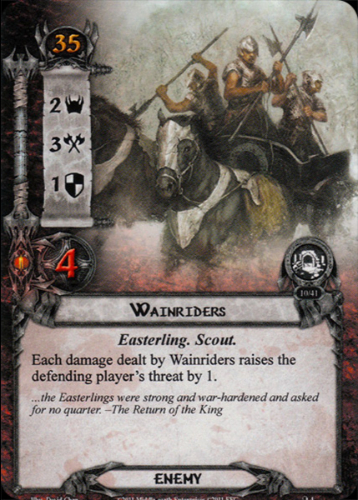 35
2
3
1
4
10/41
Wainriders
Easterling. Scout.
Each damage dealt by Wainriders raises the
defending player's threat by 1.
...the Easterlings were strong and war-hardened and asked
for no quarter. –The Return of the King
ENEMY